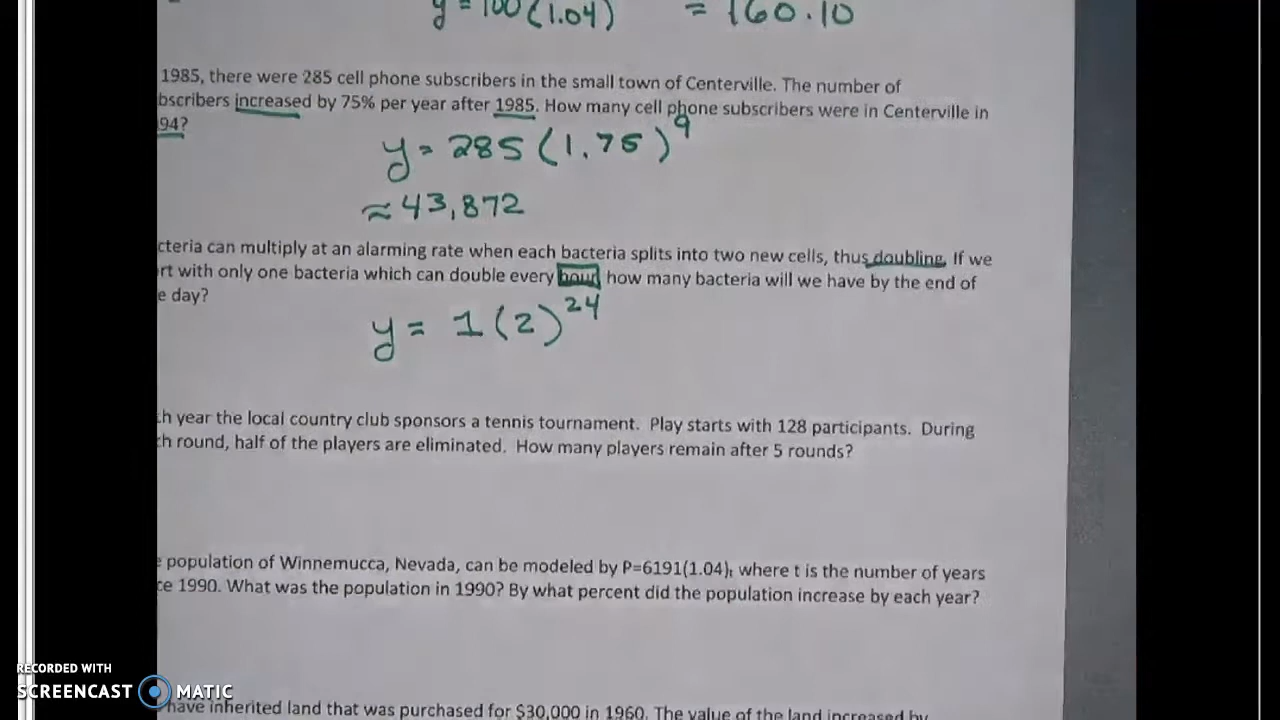 y = 100 (1.04) = 160.10
1985, there were 285 cell phone subscribers in the small town of Centerville. The number of
bscribers increased by 75% per year after 1985. How many cell phone subscribers were in Centerville in
94?
y = 285 (1.75)^9
≈ 43,872
cteria can multiply at an alarming rate when each bacteria splits into two new cells, thus doubling. If we
rt with only one bacteria which can double every hour, how many bacteria will we have by the end of
e day?
y = 1 (2)^24
ch year the local country club sponsors a tennis tournament. Play starts with 128 participants. During
ch round, half of the players are eliminated. How many players remain after 5 rounds?
e population of Winnemucca, Nevada, can be modeled by P=6191(1.04)t where t is the number of years
ce 1990. What was the population in 1990? By what percent did the population increase by each year?
have inherited land that was purchased for $30,000 in 1960. The value of the land increased by
RECORDED WITH
SCREENCAST MATIC